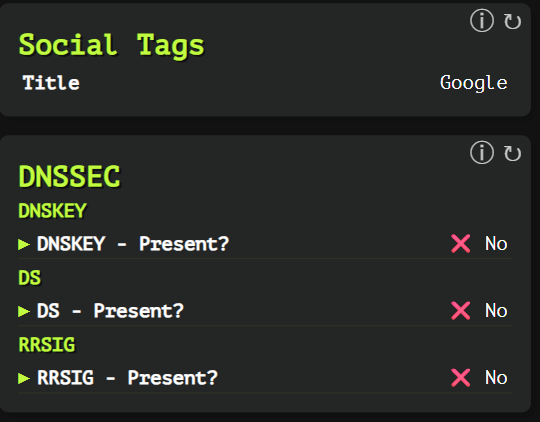 Social Tags
Title Google
DNSSEC
DNSKEY
DNSKEY - Present? ❌ No
DS
DS - Present? ❌ No
RRSIG
RRSIG - Present? ❌ No